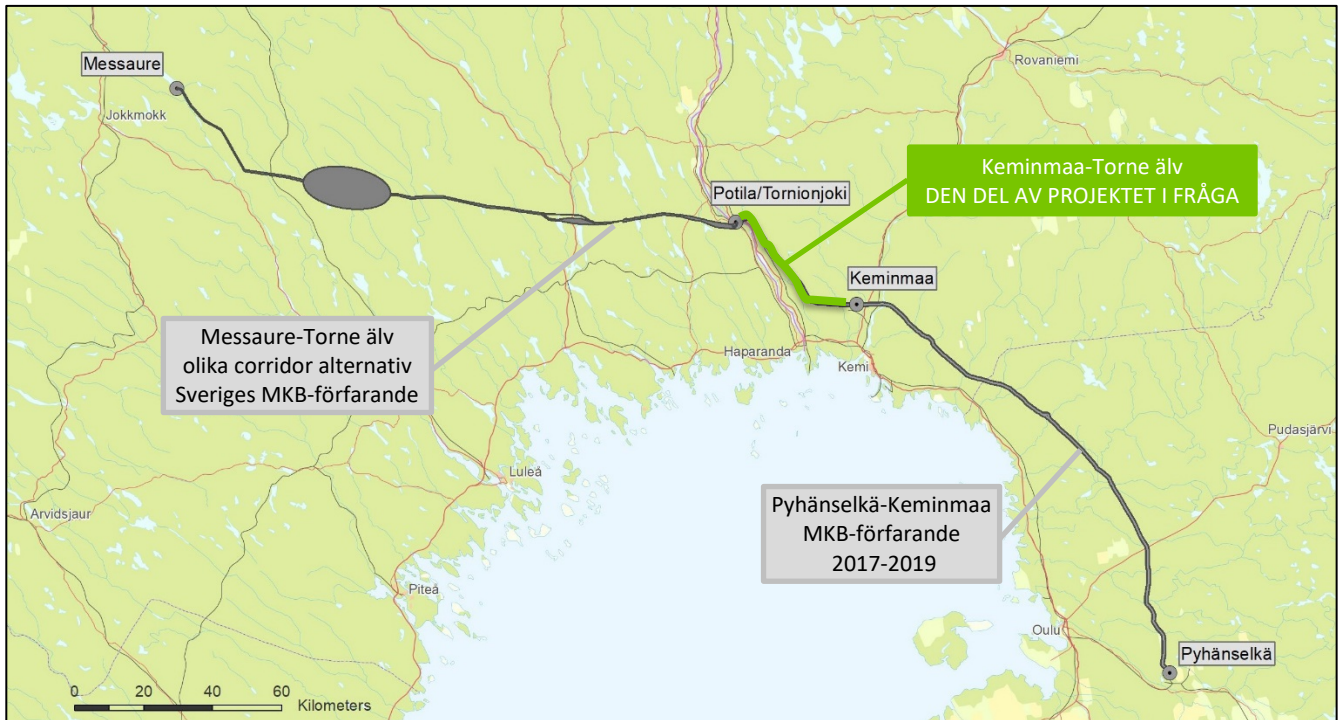 Messaure
Jokkmokk
Rovaniemi
Keminmaa-Torne älv
DEN DEL AV PROJEKTET I FRÅGA
Potila/Tornionjoki
Keminmaa
Messaure-Torne älv
olika corridor alternativ
Sveriges MKB-förfarande
Haparanda
Kemi
Pudasjärvi
Luleå
Arvidsjaur
Pyhänselkä-Keminmaa
MKB-förfarande
2017-2019
Piteå
Oulu
Pyhänselkä
0 20 40 60
Kilometers